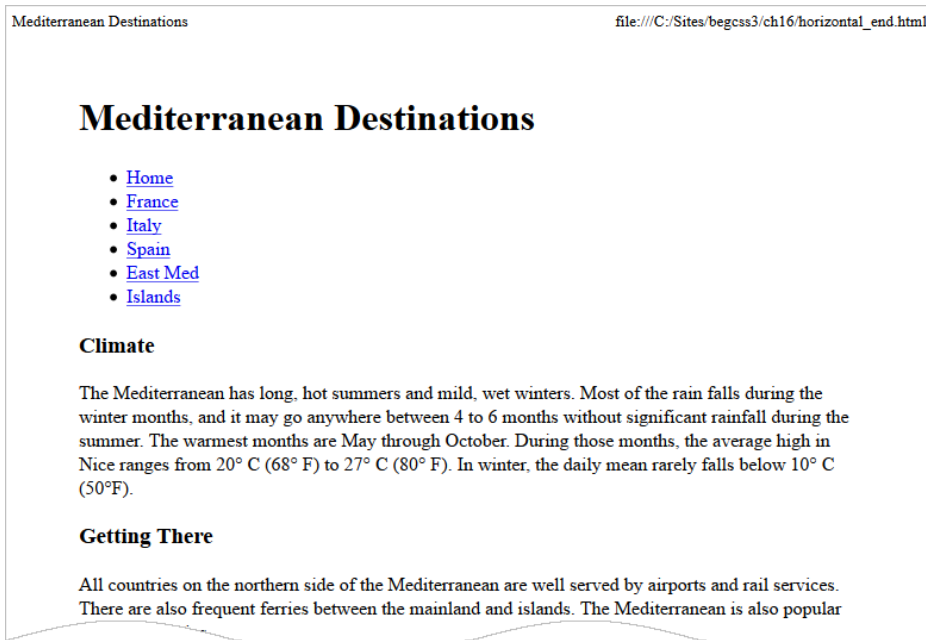 Mediterranean Destinations file:///C:/Sites/begcss3/ch16/horizontal_end.html
Mediterranean Destinations
• Home
• France
• Italy
• Spain
• East Med
• Islands
Climate
The Mediterranean has long, hot summers and mild, wet winters. Most of the rain falls during the
winter months, and it may go anywhere between 4 to 6 months without significant rainfall during the
summer. The warmest months are May through October. During those months, the average high in
Nice ranges from 20° C (68° F) to 27° C (80° F). In winter, the daily mean rarely falls below 10° C
(50°F).
Getting There
All countries on the northern side of the Mediterranean are well served by airports and rail services.
There are also frequent ferries between the mainland and islands. The Mediterranean is also popular